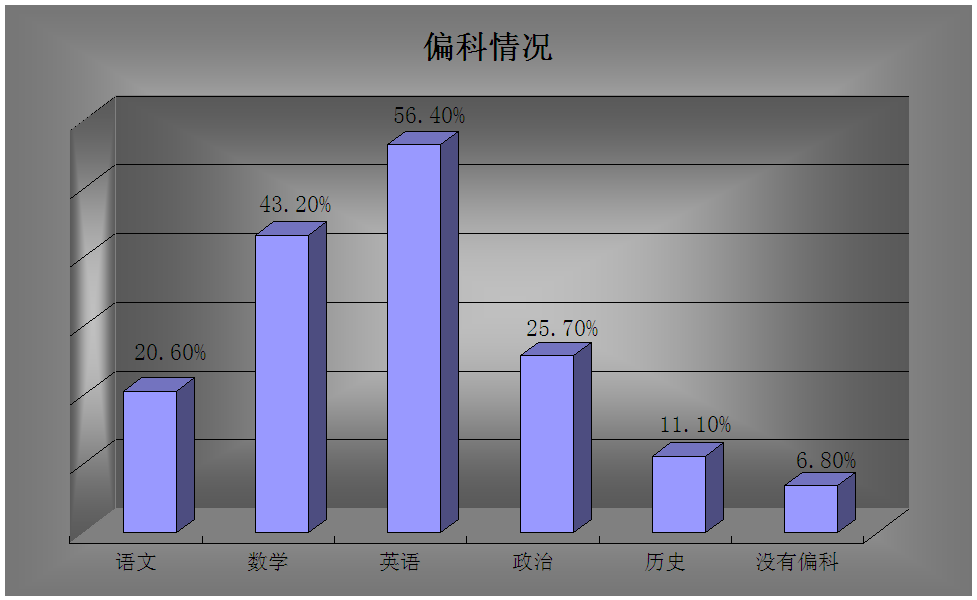 偏科情况
56.40%
43.20%
25.70%
20.60%
11.10%
6.80%
语文
数学
英语
政治
历史
没有偏科